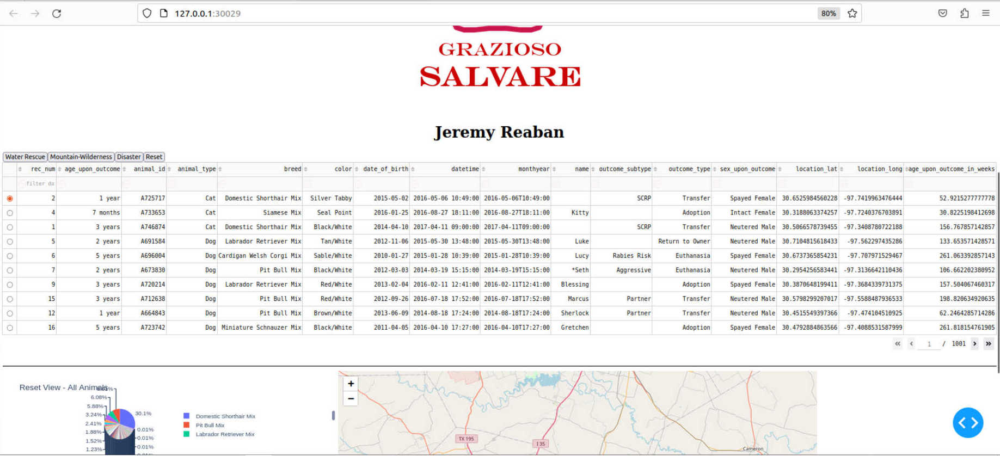 127.0.0.1:30029 80%
GRAZIOSO
SALVARE
Jeremy Reaban
Water Rescue Mountain-Wilderness Disaster Reset
rec_num age_upon_outcome animal_id animal_type breed color date_of_birth datetime monthyear name outcome_subtype outcome_type sex_upon_outcome location_lat location_long age_upon_outcome_in_weeks
filter da
2 1 year A725717 Cat Domestic Shorthair Mix Silver Tabby 2015-05-02 2016-05-06 10:49:00 2016-05-06T10:49:00 SCRP Transfer Spayed Female 30.6525984560228 -97.7419963476444 52.9215277777778
4 7 months A733653 Cat Siamese Mix Seal Point 2016-01-25 2016-08-27 18:11:00 2016-08-27T18:11:00 Kitty Adoption Intact Female 30.3188063374257 -97.7240376703891 30.8225198412698
1 3 years A746874 Cat Domestic Shorthair Mix Black/White 2014-04-10 2017-04-11 09:00:00 2017-04-11T09:00:00 SCRP Transfer Neutered Male 30.5066578739455 -97.3408780722188 156.767857142857
5 2 years A691584 Dog Labrador Retriever Mix Tan/White 2012-11-06 2015-05-30 13:48:00 2015-05-30T13:48:00 Luke Return to Owner Neutered Male 30.7104815618433 -97.562297435286 133.653571428571
6 5 years A696004 Dog Cardigan Welsh Corgi Mix Sable/White 2010-01-27 2015-01-28 10:39:00 2015-01-28T10:39:00 Lucy Rabies Risk Euthanasia Spayed Female 30.6737365854231 -97.707971529467 261.063392857143
7 2 years A673830 Dog Pit Bull Mix Black/White 2012-03-03 2014-03-19 15:15:00 2014-03-19T15:15:00 *Seth Aggressive Euthanasia Neutered Male 30.2954256583441 -97.3136642110436 106.662202380952
9 3 years A720214 Dog Labrador Retriever Mix Red/White 2013-02-04 2016-02-11 12:41:00 2016-02-11T12:41:00 Blessing Adoption Spayed Female 30.3870648199411 -97.3684339731375 157.504067460317
15 3 years A712638 Dog Pit Bull Mix Red/White 2012-09-26 2016-07-18 17:52:00 2016-07-18T17:52:00 Marcus Partner Transfer Neutered Male 30.5798299207017 -97.5588487936533 198.820634920635
12 1 year A664843 Dog Pit Bull Mix Brown/White 2013-06-09 2014-08-18 17:24:00 2014-08-18T17:24:00 Sherlock Partner Transfer Neutered Male 30.4515549397366 -97.474104510925 62.2464285714286
16 5 years A723742 Dog Miniature Schnauzer Mix Black/White 2011-04-05 2016-04-10 17:27:00 2016-04-10T17:27:00 Gretchen Adoption Spayed Female 30.4792884863566 -97.4088531587999 261.818154761905
1 / 1001
Reset View - All Animals
6.08%
5.88%
3.24% 30.1%
2.41%
1.88% 0.01%
1.52% 0.01%
1.23% 0.01%
Domestic Shorthair Mix
Pit Bull Mix
Labrador Retriever Mix
+
−
TX 195
I 35
Cameron